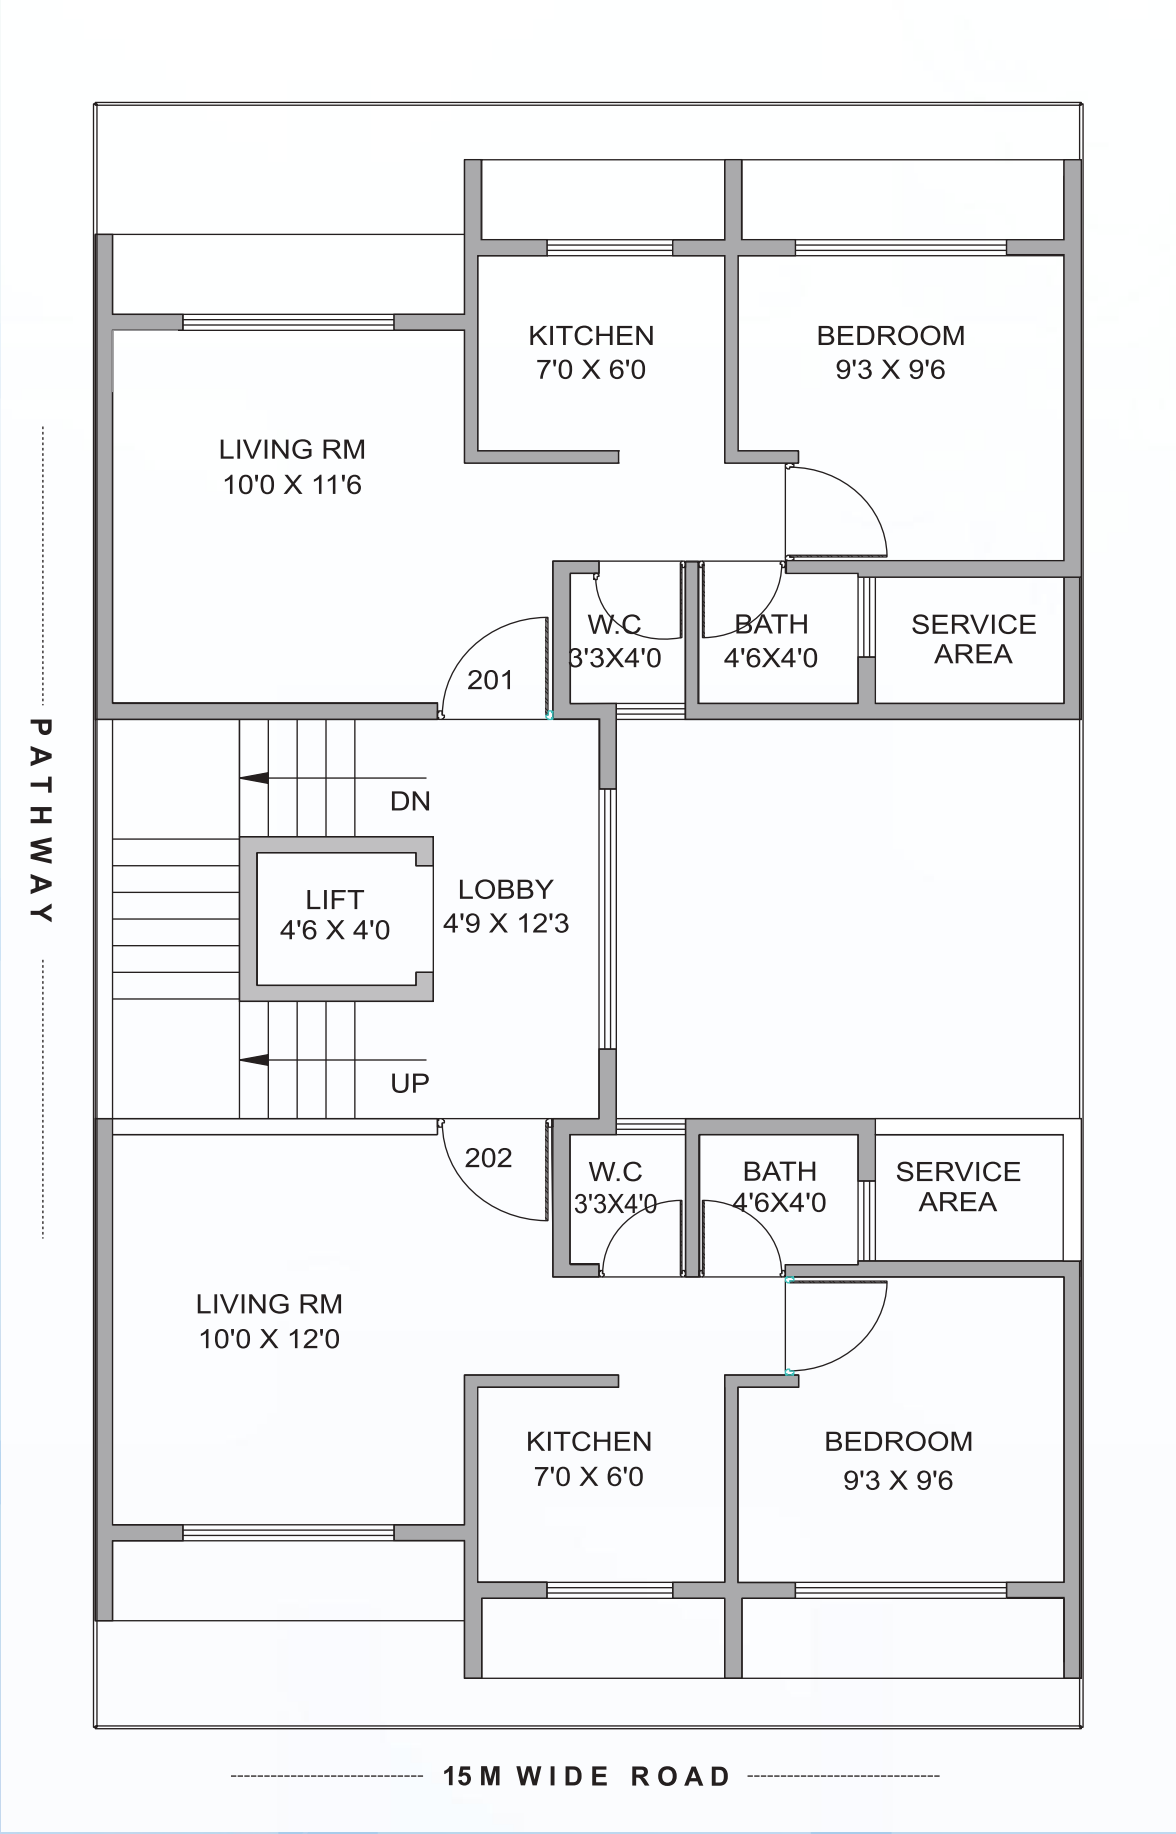 KITCHEN
7'0 X 6'0
BEDROOM
9'3 X 9'6
LIVING RM
10'0 X 11'6
W.C
3'3X4'0
BATH
4'6X4'0
SERVICE
AREA
201
PATHWAY
DN
LIFT
4'6 X 4'0
LOBBY
4'9 X 12'3
UP
202
W.C
3'3X4'0
BATH
4'6X4'0
SERVICE
AREA
LIVING RM
10'0 X 12'0
KITCHEN
7'0 X 6'0
BEDROOM
9'3 X 9'6
15M WIDE ROAD